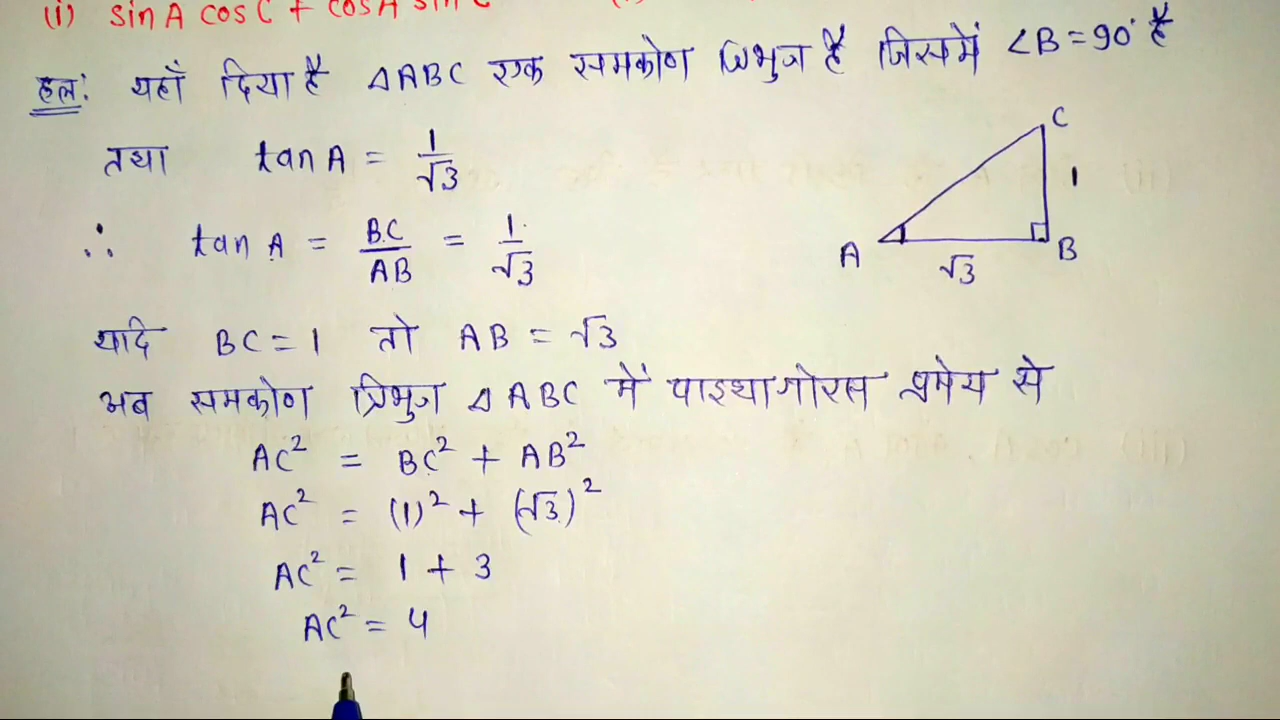 (i) sin A cos C + cos A sin C
हल: यहाँ दिया है △ABC एक समकोण त्रिभुज है जिसमें ∠B = 90° है
तथा tan A = 1/√3
∴ tan A = BC/AB = 1/√3
यदि BC = 1 तो AB = √3
अब समकोण त्रिभुज △ABC में पाइथागोरस प्रमेय से
AC² = BC² + AB²
AC² = (1)² + (√3)²
AC² = 1 + 3
AC² = 4
C
1
A
B
√3